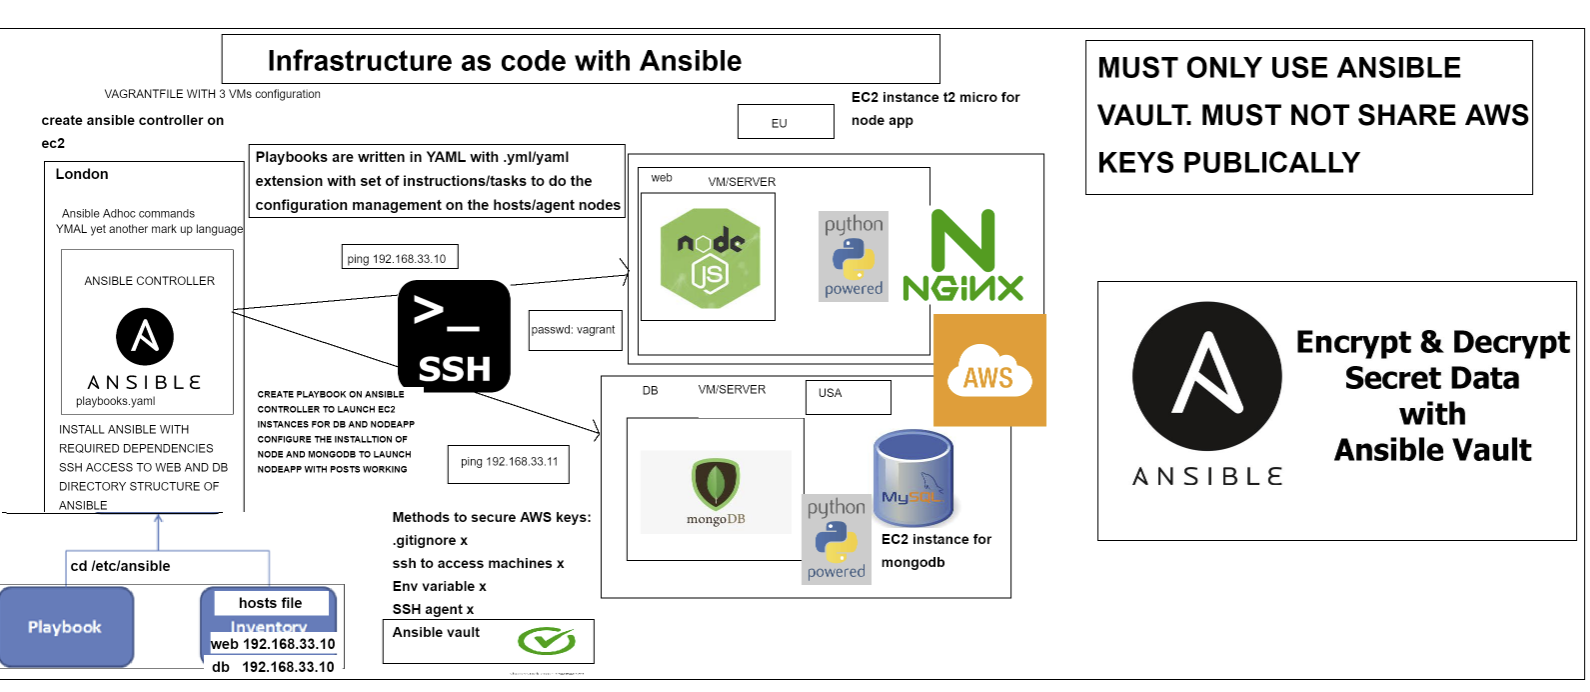 Infrastructure as code with Ansible
VAGRANTFILE WITH 3 VMs configuration
create ansible controller on
ec2
London
Ansible Adhoc commands
YMAL yet another mark up language
ANSIBLE CONTROLLER
ANSIBLE
playbooks.yaml
INSTALL ANSIBLE WITH
REQUIRED DEPENDENCIES
SSH ACCESS TO WEB AND DB
DIRECTORY STRUCTURE OF
ANSIBLE
cd /etc/ansible
Playbook
hosts file
Inventory
web 192.168.33.10
db 192.168.33.10
Playbooks are written in YAML with .yml/yaml
extension with set of instructions/tasks to do the
configuration management on the hosts/agent nodes
ping 192.168.33.10
>_
SSH
passwd: vagrant
CREATE PLAYBOOK ON ANSIBLE
CONTROLLER TO LAUNCH EC2
INSTANCES FOR DB AND NODEAPP
CONFIGURE THE INSTALLTION OF
NODE AND MONGODB TO LAUNCH
NODEAPP WITH POSTS WORKING
ping 192.168.33.11
Methods to secure AWS keys:
.gitignore x
ssh to access machines x
Env variable x
SSH agent x
Ansible vault
EU
EC2 instance t2 micro for
node app
web
VM/SERVER
node
JS
python
powered
NGiNX
AWS
DB
VM/SERVER
USA
mongoDB
python
powered
MySQL
EC2 instance for
mongodb
MUST ONLY USE ANSIBLE
VAULT. MUST NOT SHARE AWS
KEYS PUBLICALLY
ANSIBLE
Encrypt & Decrypt
Secret Data
with
Ansible Vault